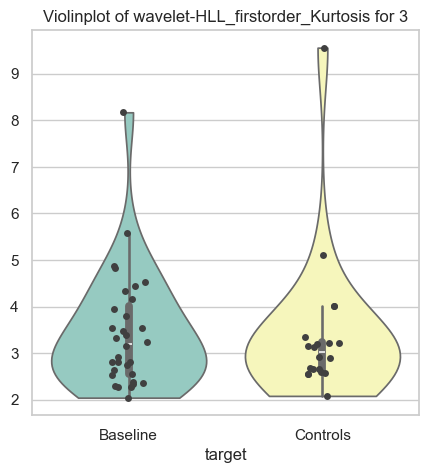 Violinplot of wavelet-HLL_firstorder_Kurtosis for 3
9
8
7
6
5
4
3
2
Baseline Controls
target